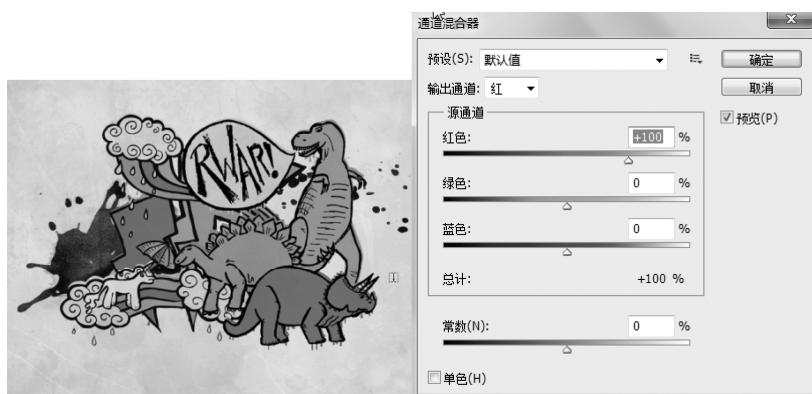 RWAR!
通道混合器
预设(S): 默认值
确定
输出通道: 红
取消
源通道
预览(P)
红色: +100 %
绿色: 0 %
蓝色: 0 %
总计: +100 %
常数(N): 0 %
单色(H)